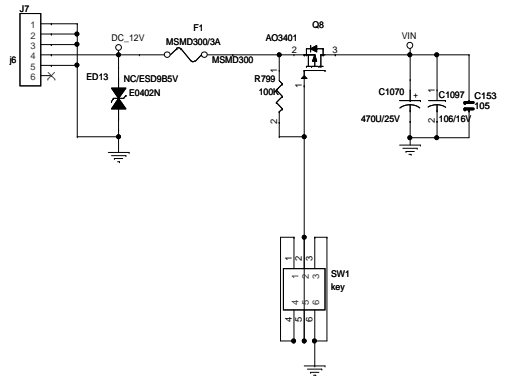 J7
j6
1
2
3
4
5
6
DC_12V
F1
MSMD300/3A
MSMD300
ED13
NC/ESD9B5V
E0402N
Q8
AO3401
2
3
1
R799
100K
1
2
VIN
C1070
+
470U/25V
1
C1097
2
106/16V
C153
105
1
2
3
1 2 3
4 5 6
4
5
6
SW1
key